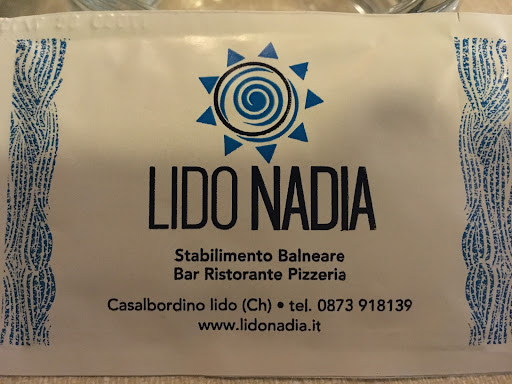 LIDO NADIA
Stabilimento Balneare
Bar Ristorante Pizzeria
Casalbordino lido (Ch) • tel. 0873 918139
www.lidonadia.it